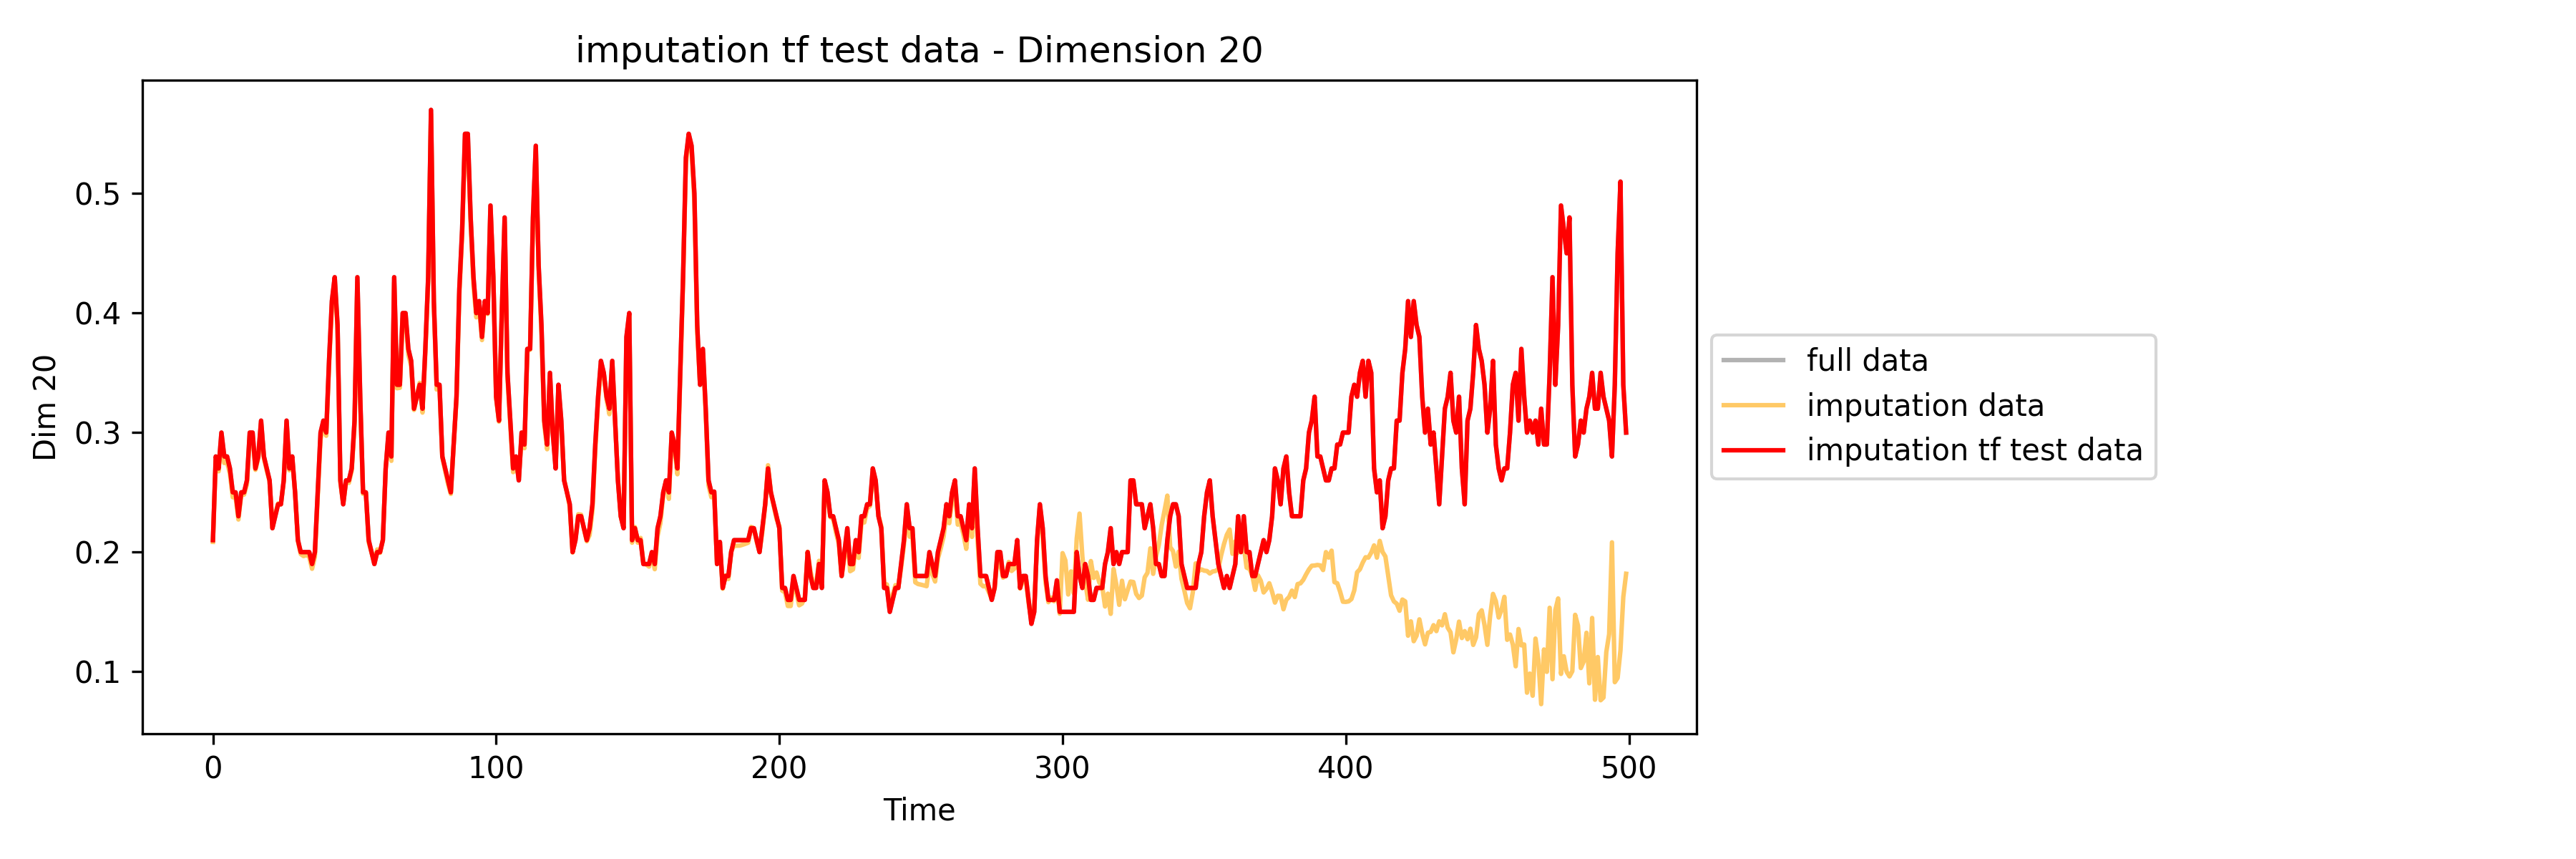 imputation tf test data - Dimension 20
Dim 20
0.5
0.4
0.3
0.2
0.1
0 100 200 300 400 500
Time
full data
imputation data
imputation tf test data